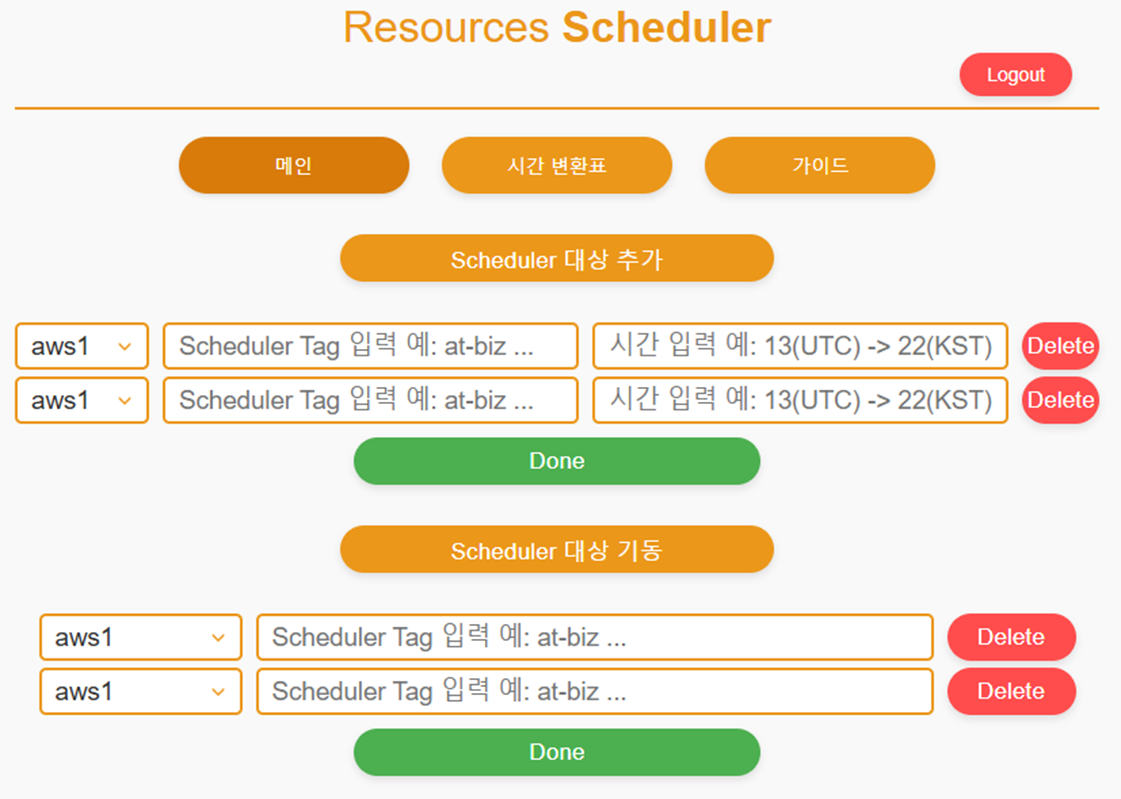 Resources Scheduler
Logout
메인 시간 변환표 가이드
Scheduler 대상 추가
aws1 Scheduler Tag 입력 예: at-biz ... 시간 입력 예: 13(UTC) -> 22(KST) Delete
aws1 Scheduler Tag 입력 예: at-biz ... 시간 입력 예: 13(UTC) -> 22(KST) Delete
Done
Scheduler 대상 기동
aws1 Scheduler Tag 입력 예: at-biz ... Delete
aws1 Scheduler Tag 입력 예: at-biz ... Delete
Done